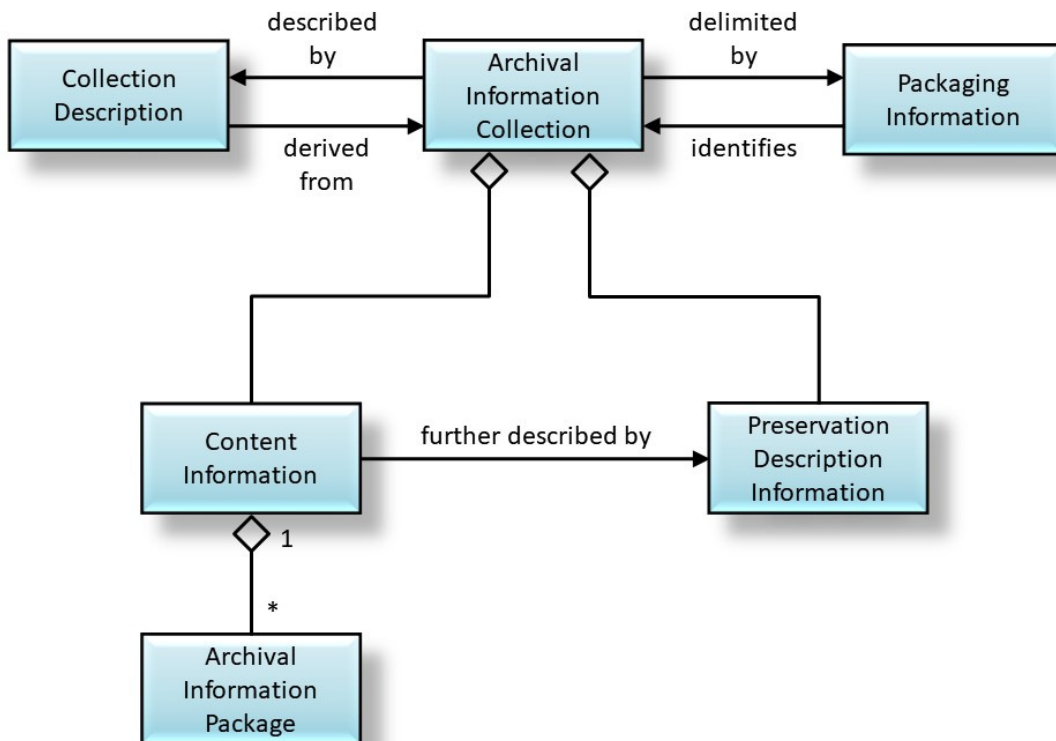 described
by
delimited
by
Collection
Description
Archival
Information
Collection
Packaging
Information
derived
from
identifies
Content
Information
further described by
Preservation
Description
Information
1
*
Archival
Information
Package